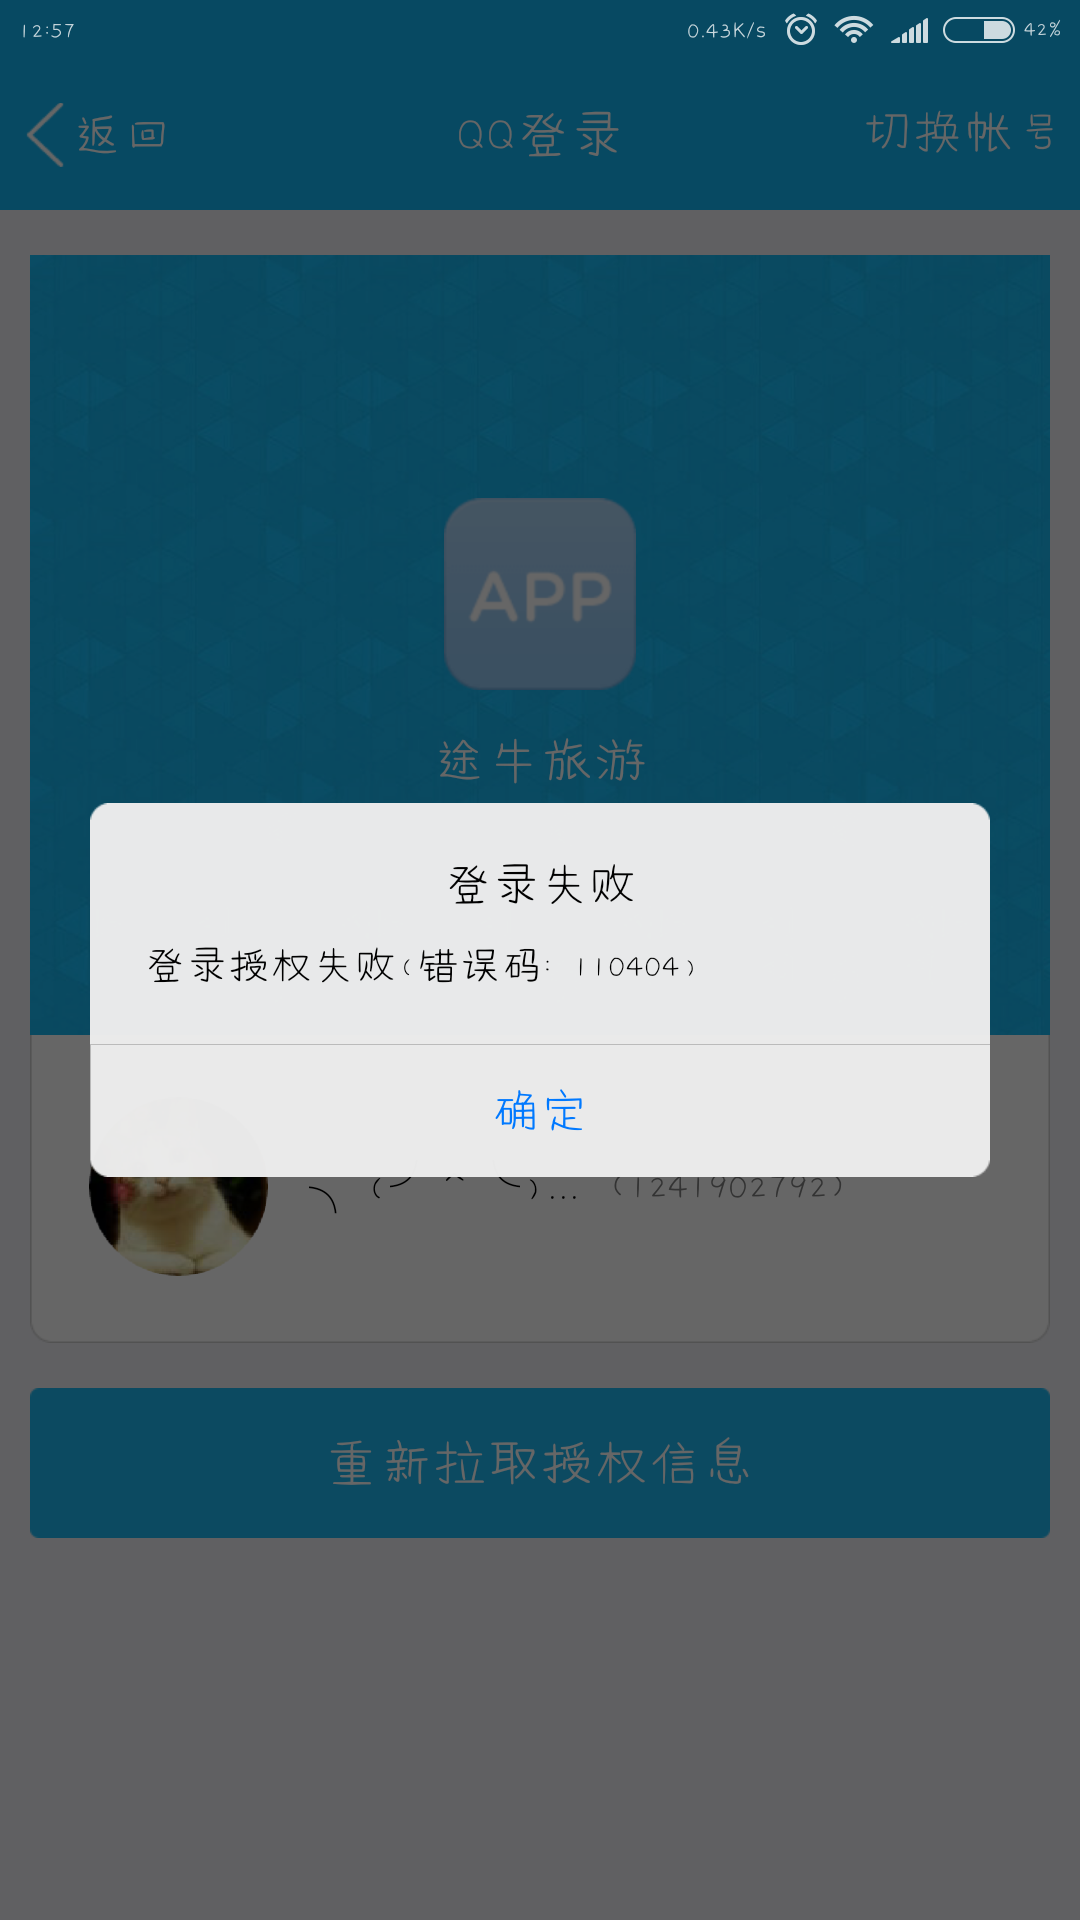 12:57
0.43K/s
42%
返回
QQ登录
切换帐号
APP
途牛旅游
登录失败
登录授权失败(错误码: 110404)
确定
(1241902792)
重新拉取授权信息